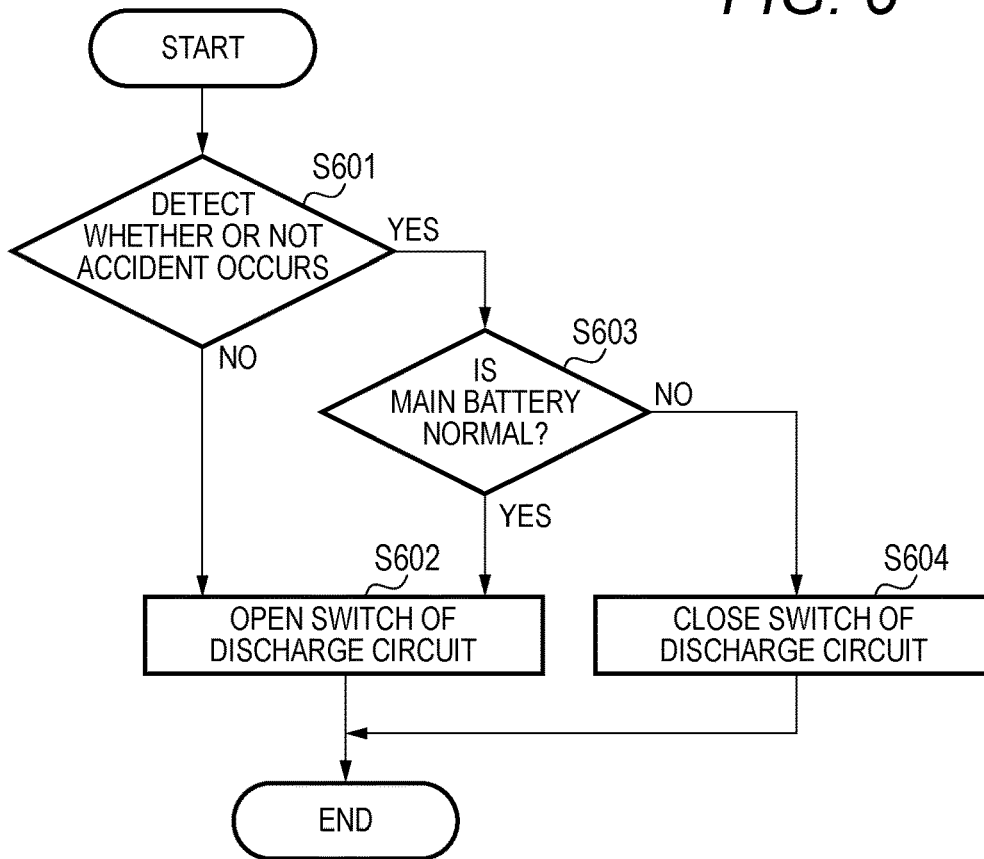 FIG. 6
START
S601
DETECT
WHETHER OR NOT
ACCIDENT OCCURS
YES
NO
S603
IS
MAIN BATTERY
NORMAL?
NO
YES
S602
OPEN SWITCH OF
DISCHARGE CIRCUIT
S604
CLOSE SWITCH OF
DISCHARGE CIRCUIT
END